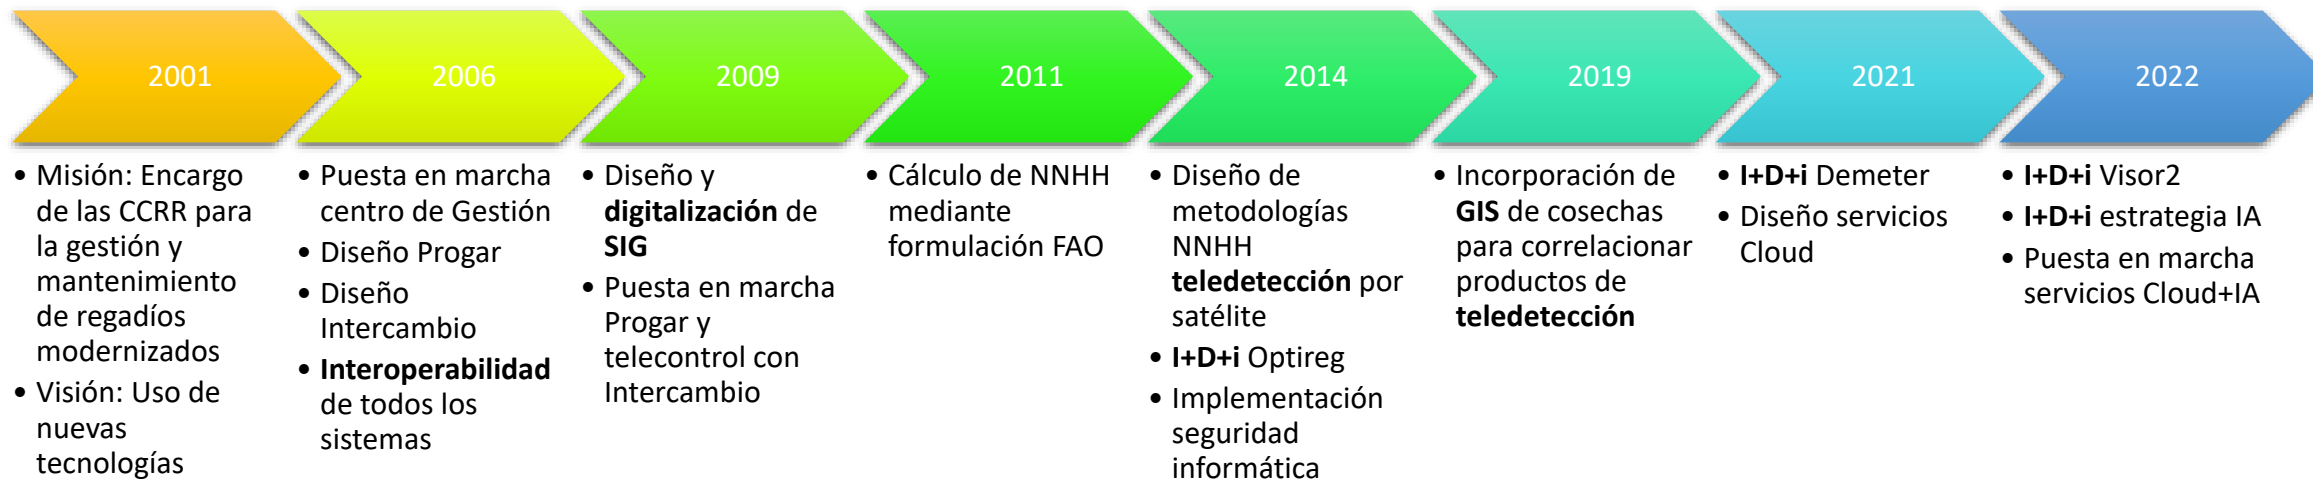 2001
2006
2009
2011
2014
2019
2021
2022
• Misión: Encargo
de las CCRR para
la gestión y
mantenimiento
de regadíos
modernizados
• Visión: Uso de
nuevas
tecnologías
• Puesta en marcha
centro de Gestión
• Diseño Progar
• Diseño
Intercambio
• Interoperabilidad
de todos los
sistemas
• Diseño y
digitalización de
SIG
• Puesta en marcha
Progar y
telecontrol con
Intercambio
• Cálculo de NNHH
mediante
formulación FAO
• Diseño de
metodologías
NNHH
teledetección por
satélite
• I+D+i Optireg
• Implementación
seguridad
informática
• Incorporación de
GIS de cosechas
para correlacionar
productos de
teledetección
• I+D+i Demeter
• Diseño servicios
Cloud
• I+D+i Visor2
• I+D+i estrategia IA
• Puesta en marcha
servicios Cloud+IA